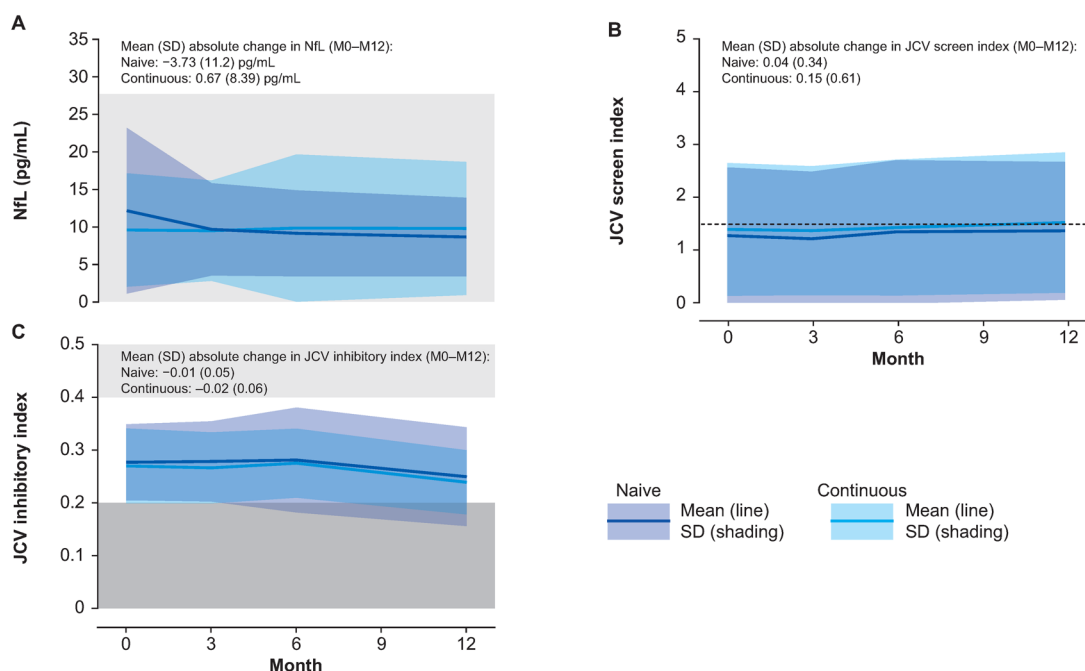 A
NfL (pg/mL)
35
30
25
20
15
10
5
0
Mean (SD) absolute change in NfL (M0–M12):
Naive: −3.73 (11.2) pg/mL
Continuous: 0.67 (8.39) pg/mL
B
JCV screen index
5
4
3
2
1
0
Mean (SD) absolute change in JCV screen index (M0–M12):
Naive: 0.04 (0.34)
Continuous: 0.15 (0.61)
0 3 6 9 12
Month
C
JCV inhibitory index
0.5
0.4
0.3
0.2
0.1
0
Mean (SD) absolute change in JCV inhibitory index (M0–M12):
Naive: −0.01 (0.05)
Continuous: –0.02 (0.06)
0 3 6 9 12
Month
Naive
Mean (line)
SD (shading)
Continuous
Mean (line)
SD (shading)